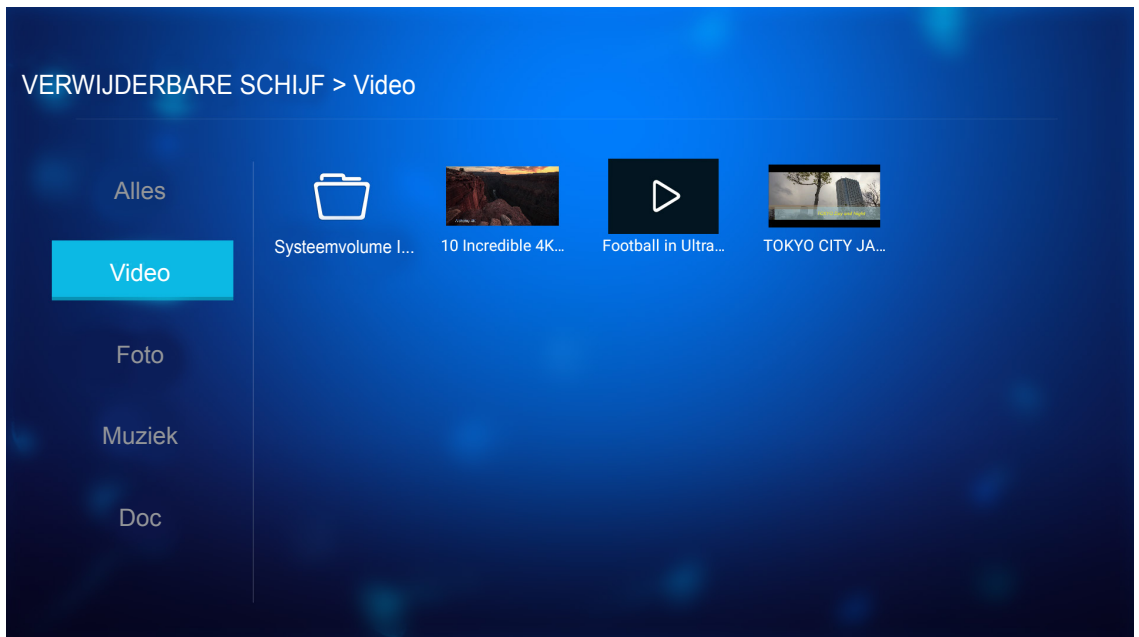 VERWIJDERBARE SCHIJF > Video
Alles
Video
Foto
Muziek
Doc
Systeemvolume I...
10 Incredible 4K...
Football in Ultra...
TOKYO CITY JA...